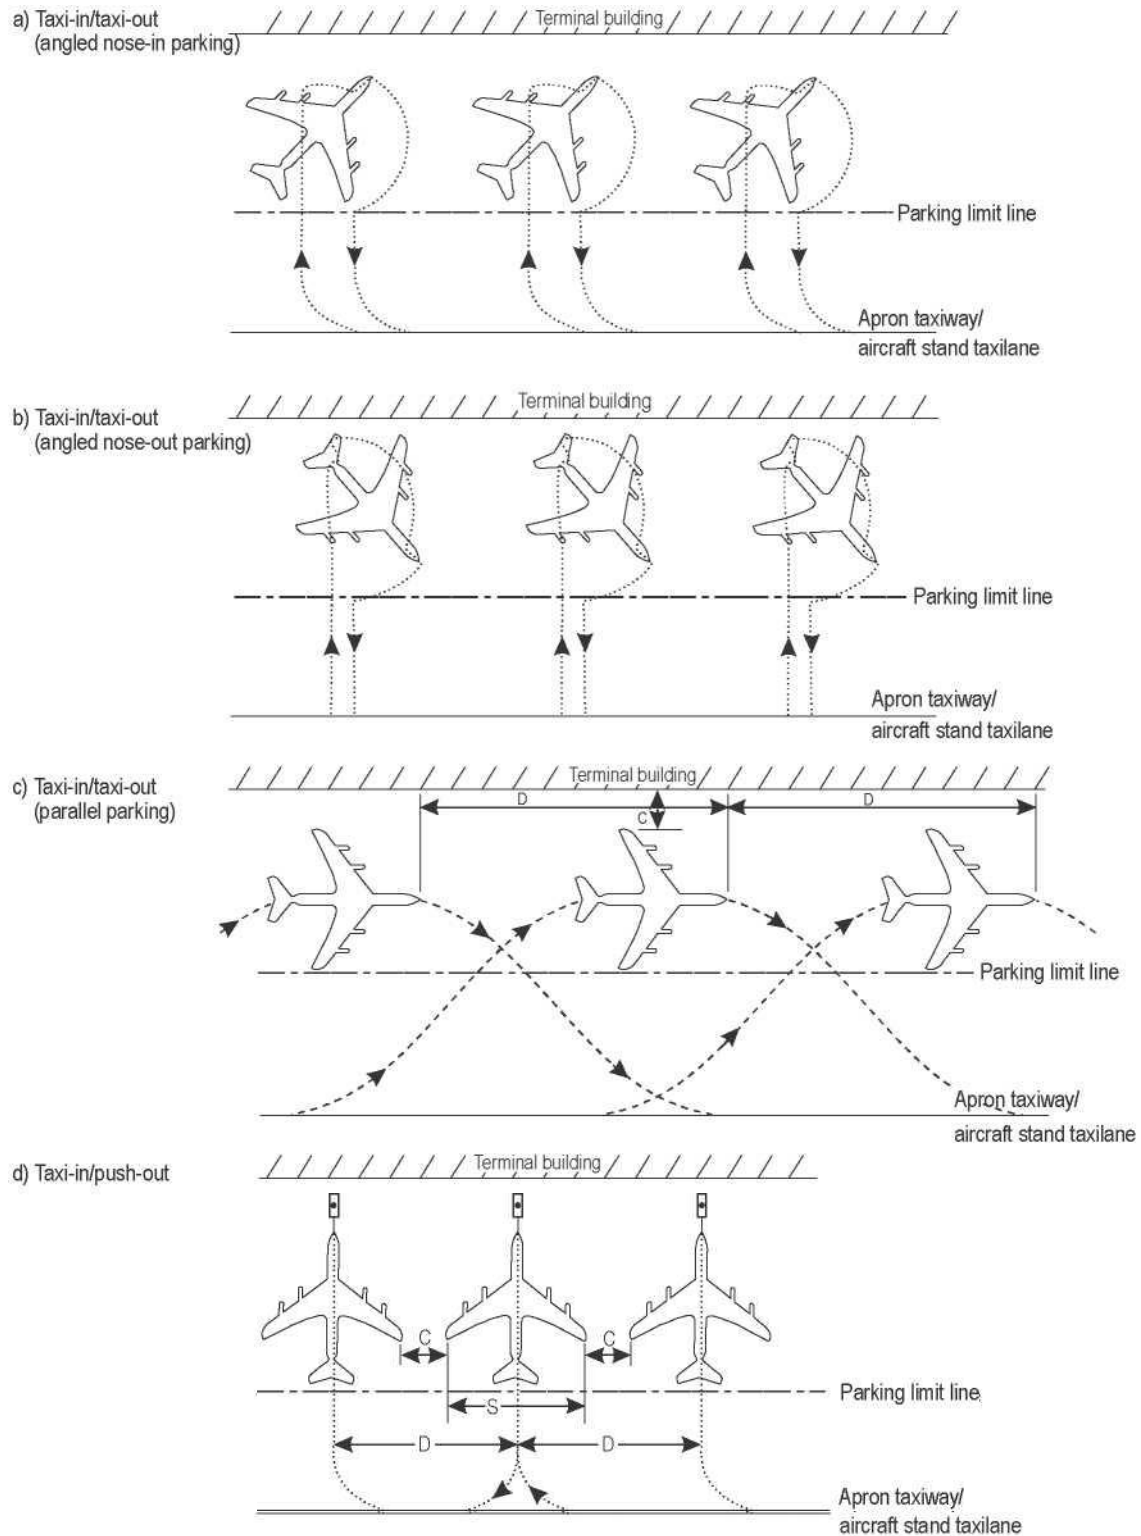 a) Taxi-in/taxi-out
(angled nose-in parking)
Terminal building
Parking limit line
Apron taxiway/
aircraft stand taxilane
b) Taxi-in/taxi-out
(angled nose-out parking)
Terminal building
Parking limit line
Apron taxiway/
aircraft stand taxilane
c) Taxi-in/taxi-out
(parallel parking)
Terminal building
D
D
C
Parking limit line
Apron taxiway/
aircraft stand taxilane
d) Taxi-in/push-out
Terminal building
C
C
Parking limit line
S
D
D
Apron taxiway/
aircraft stand taxilane